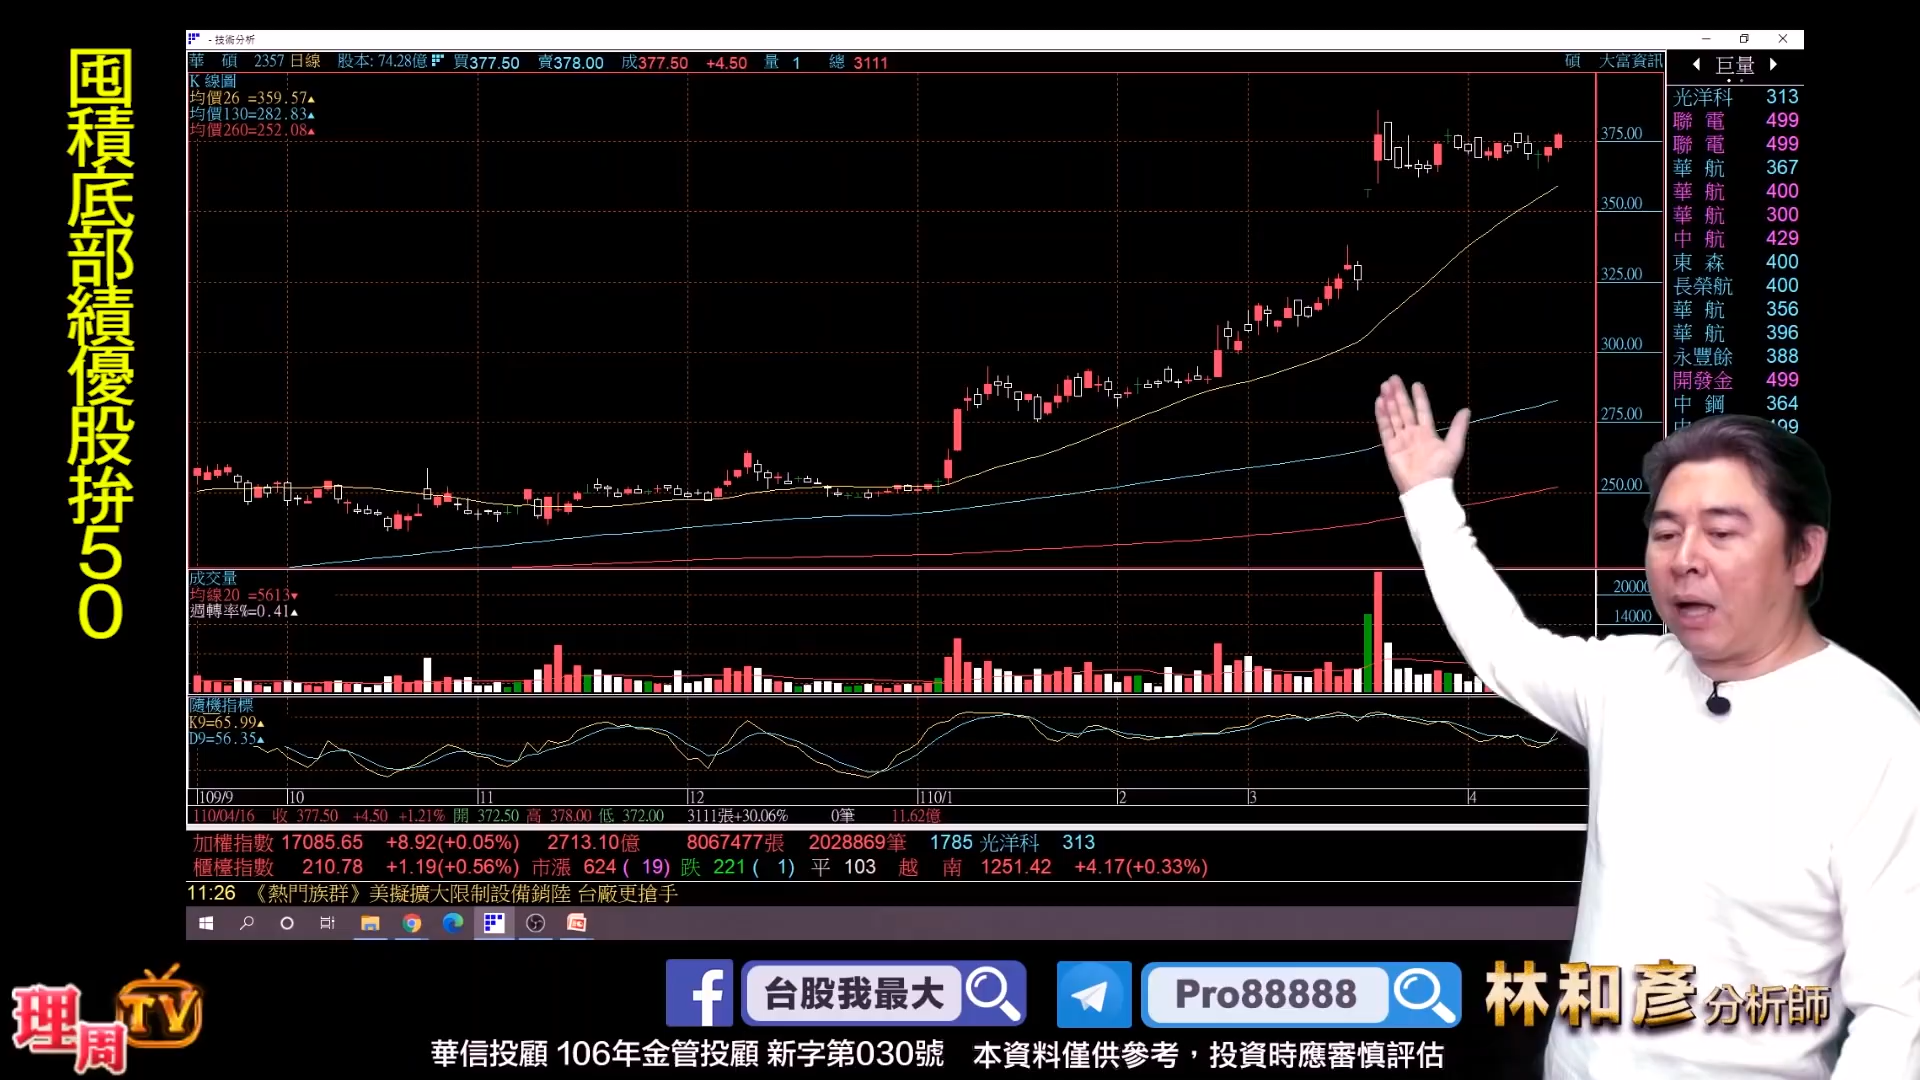 囤積底部績優股拚50
- 技術分析
華 碩 2357 日線 股本: 74.28億 買377.50 賣378.00 成377.50 +4.50 量 1 總 3111 碩 大富資訊
K 線圖
均價26 =359.57▲
均價130=282.83▲
均價260=252.08▲
375.00
350.00
325.00
300.00
275.00
250.00
成交量
均線20 =5613▼
週轉率%=0.41▲
20000
14000
隨機指標
K9=65.99▲
D9=56.35▲
109/9 10 11 12 110/1 2 3 4
110/04/16 收 377.50 +4.50 +1.21% 開 372.50 高 378.00 低 372.00 3111張+30.06% 0筆 11.62億
加權指數 17085.65 +8.92(+0.05%) 2713.10億 8067477張 2028869筆 1785 光洋科 313
櫃檯指數 210.78 +1.19(+0.56%) 市漲 624 ( 19) 跌 221 ( 1) 平 103 越 南 1251.42 +4.17(+0.33%)
11:26 《熱門族群》美擬擴大限制設備銷陸 台廠更搶手
巨量
光洋科 313
聯 電 499
聯 電 499
華 航 367
華 航 400
華 航 300
中 航 429
東 森 400
長榮航 400
華 航 356
華 航 396
永豐餘 388
開發金 499
中 鋼 364
理周TV
台股我最大
Pro88888
林和彥 分析師
華信投顧 106年金管投顧 新字第030號 本資料僅供參考，投資時應審慎評估